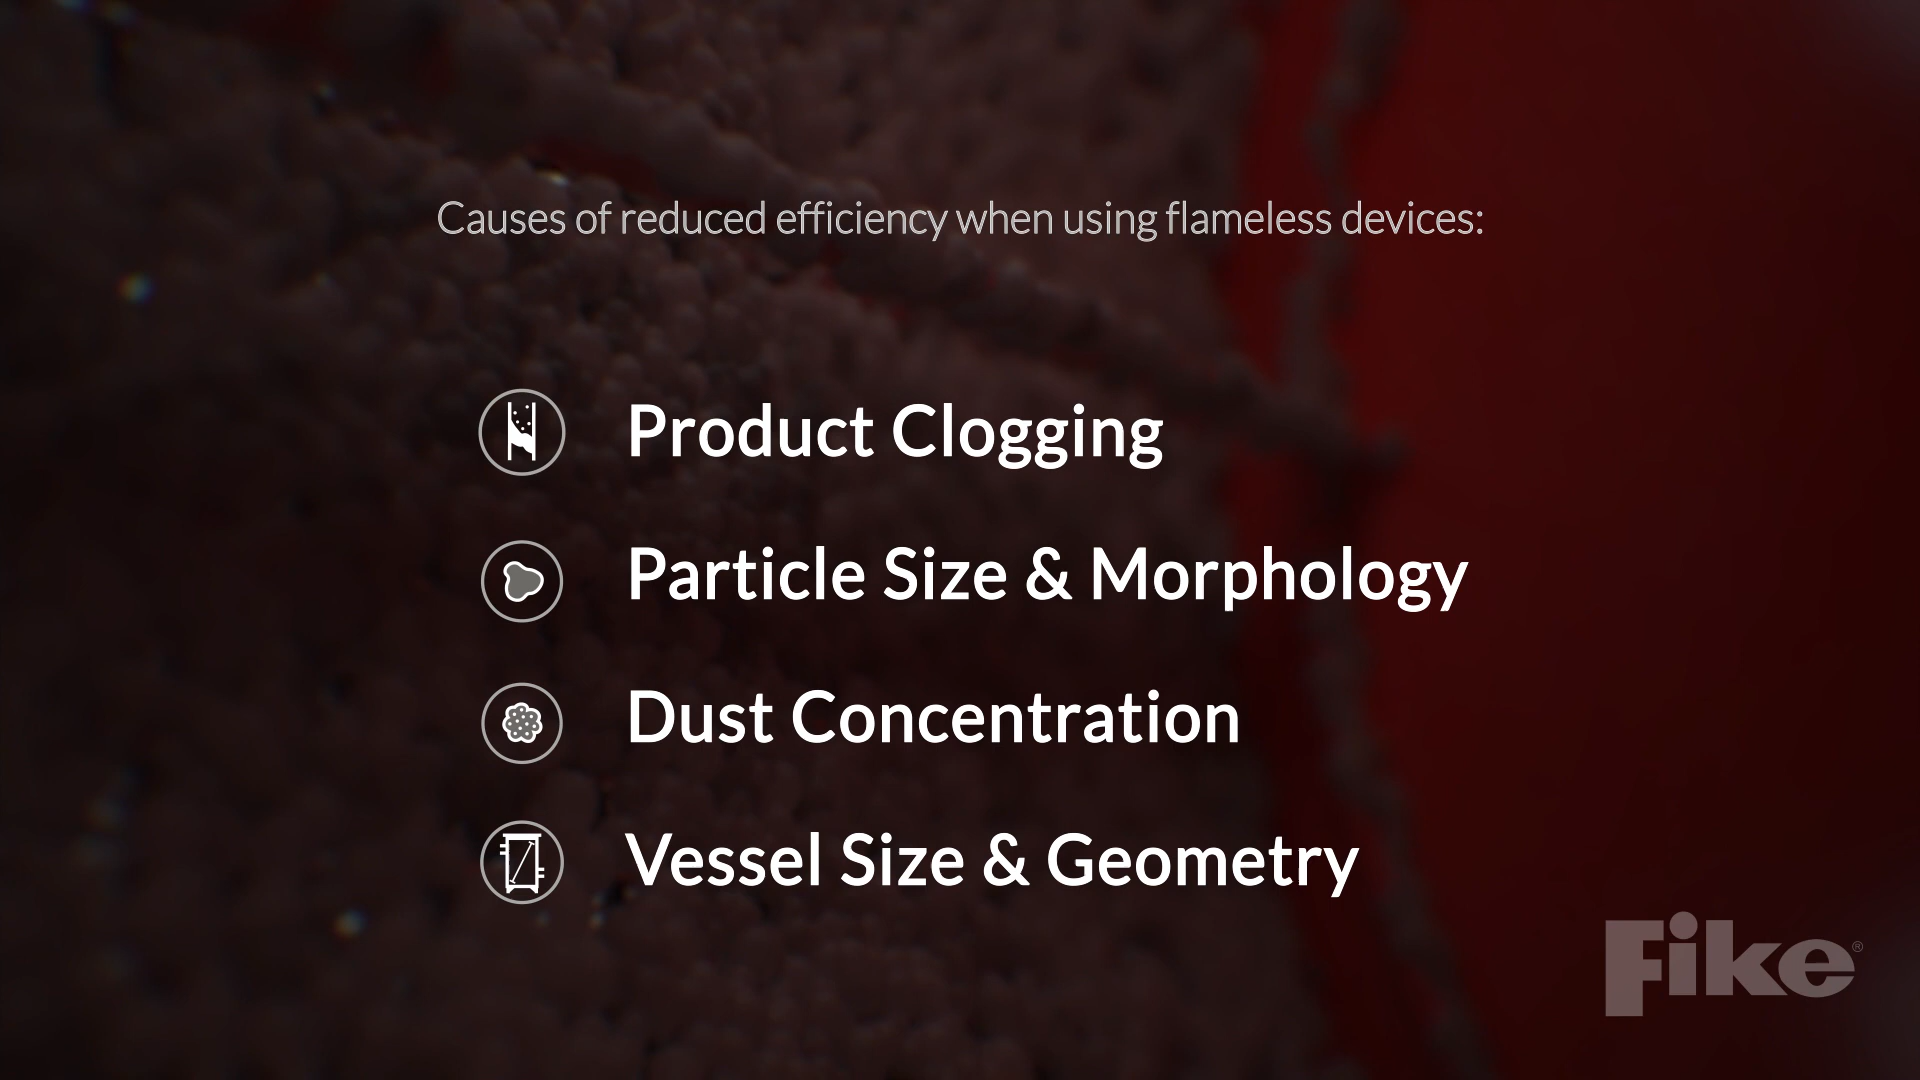 Causes of reduced efficiency when using flameless devices:
Product Clogging
Particle Size & Morphology
Dust Concentration
Vessel Size & Geometry
Fike®